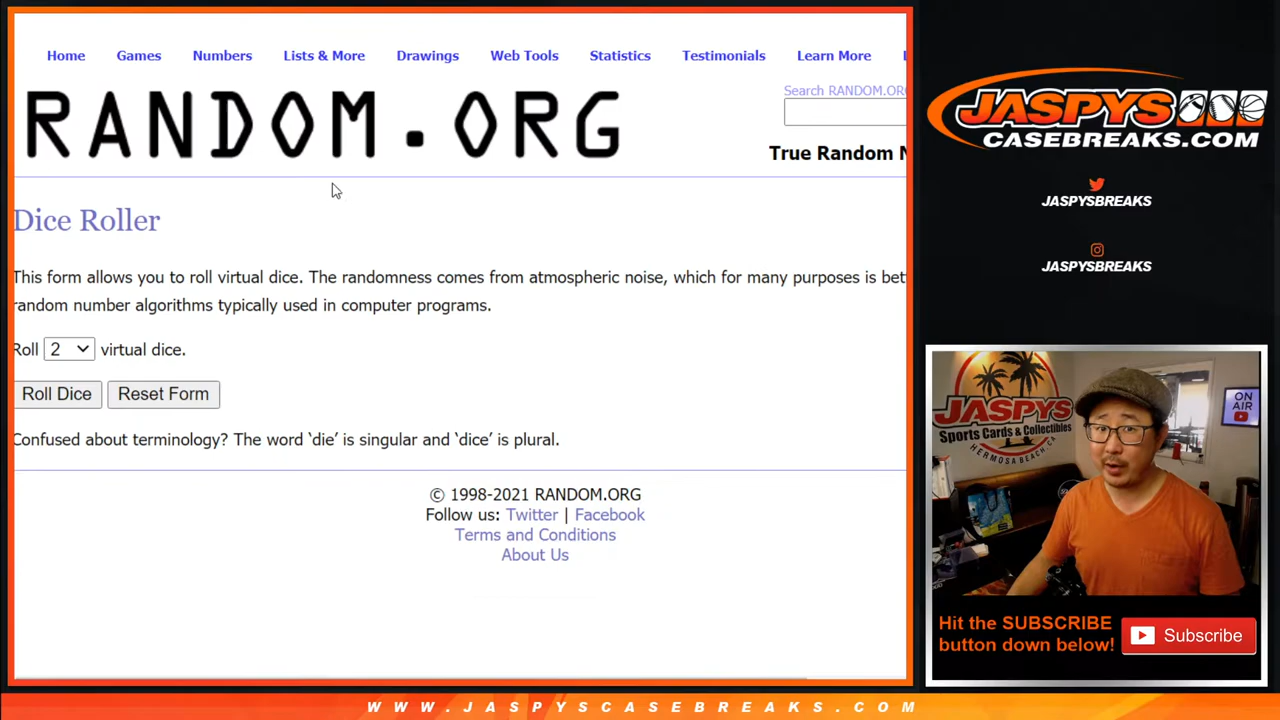 Home Games Numbers Lists & More Drawings Web Tools Statistics Testimonials Learn More
RANDOM.ORG
Search RANDOM.ORG
True Random
Dice Roller
This form allows you to roll virtual dice. The randomness comes from atmospheric noise, which for many purposes is bet
random number algorithms typically used in computer programs.
Roll 2 virtual dice.
Roll Dice Reset Form
Confused about terminology? The word ‘die’ is singular and ‘dice’ is plural.
© 1998-2021 RANDOM.ORG
Follow us: Twitter | Facebook
Terms and Conditions
About Us
JASPYS
CASEBREAKS.COM
JASPYSBREAKS
JASPYSBREAKS
JASPYS
Sports Cards & Collectibles
HERMOSA BEACH, CA
ON
AIR
Hit the SUBSCRIBE
button down below!
Subscribe
WWW.JASPYSCASEBREAKS.COM